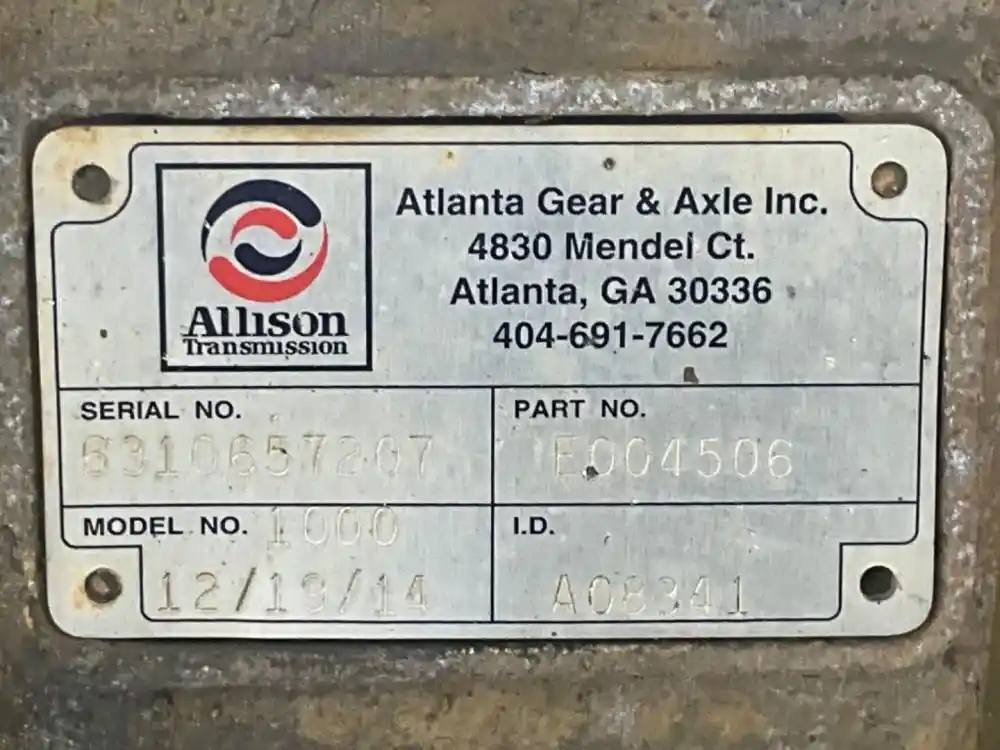 Atlanta Gear & Axle Inc.
4830 Mendel Ct.
Atlanta, GA 30336
404-691-7662
Allison
Transmission
SERIAL NO.
6310657207
PART NO.
E004506
MODEL NO. 1000
12/19/14
I.D.
A08341